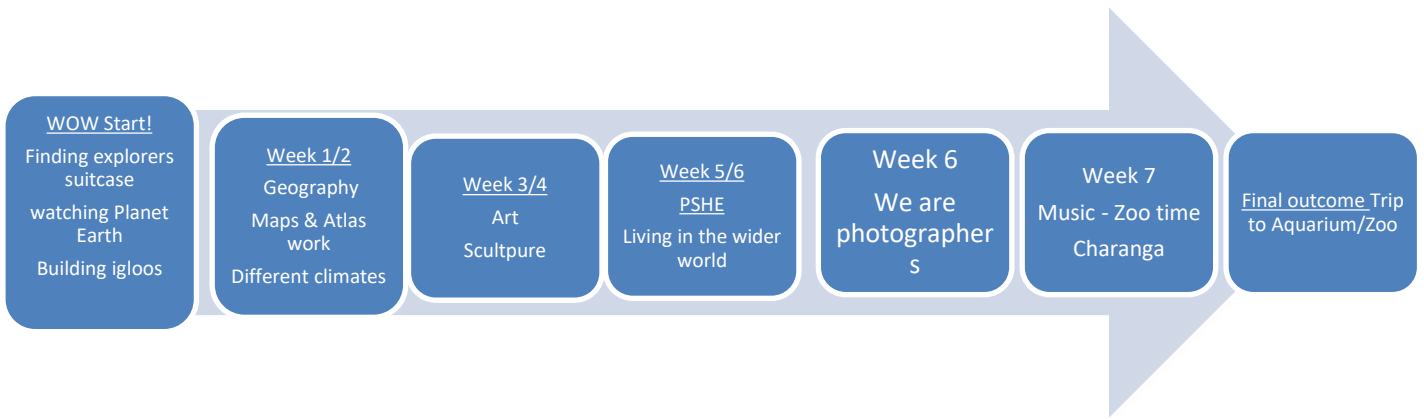 WOW Start!
Finding explorers
suitcase
watching Planet
Earth
Building igloos
Week 1/2
Geography
Maps & Atlas
work
Different climates
Week 3/4
Art
Scultpure
Week 5/6
PSHE
Living in the wider
world
Week 6
We are
photographer
s
Week 7
Music - Zoo time
Charanga
Final outcome Trip
to Aquarium/Zoo